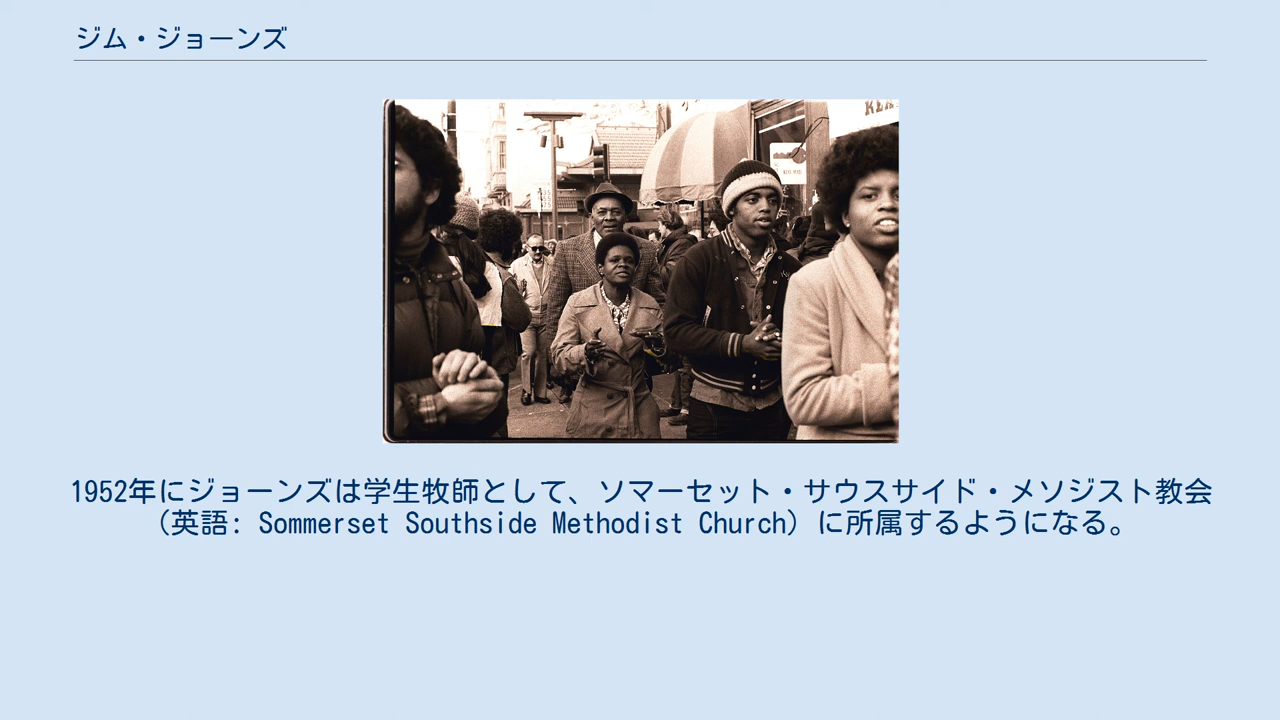 ジム・ジョーンズ
1952年にジョーンズは学生牧師として、ソマーセット・サウスサイド・メソジスト教会
（英語: Sommerset Southside Methodist Church）に所属するようになる。